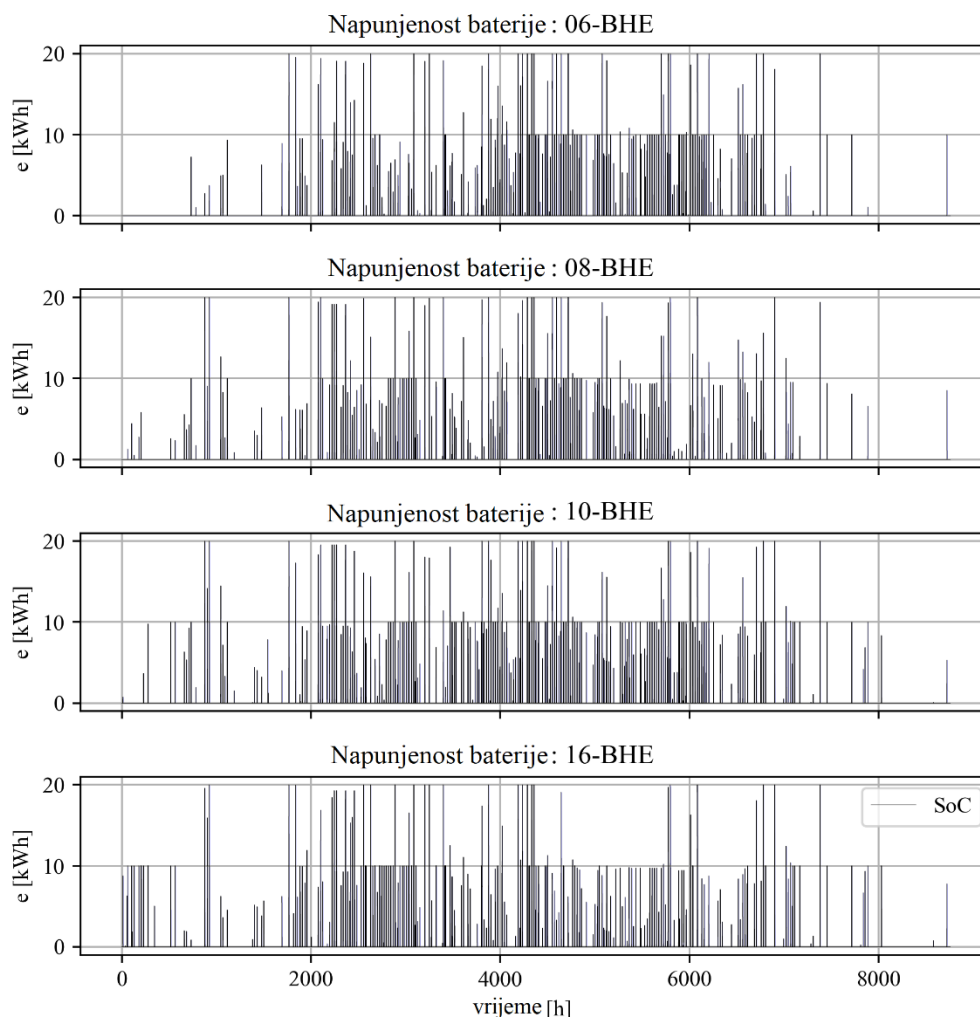 Napunjenost baterije : 06-BHE
20
10
0
e [kWh]
Napunjenost baterije : 08-BHE
20
10
0
e [kWh]
Napunjenost baterije : 10-BHE
20
10
0
e [kWh]
Napunjenost baterije : 16-BHE
20
10
0
e [kWh]
SoC
0 2000 4000 6000 8000
vrijeme [h]